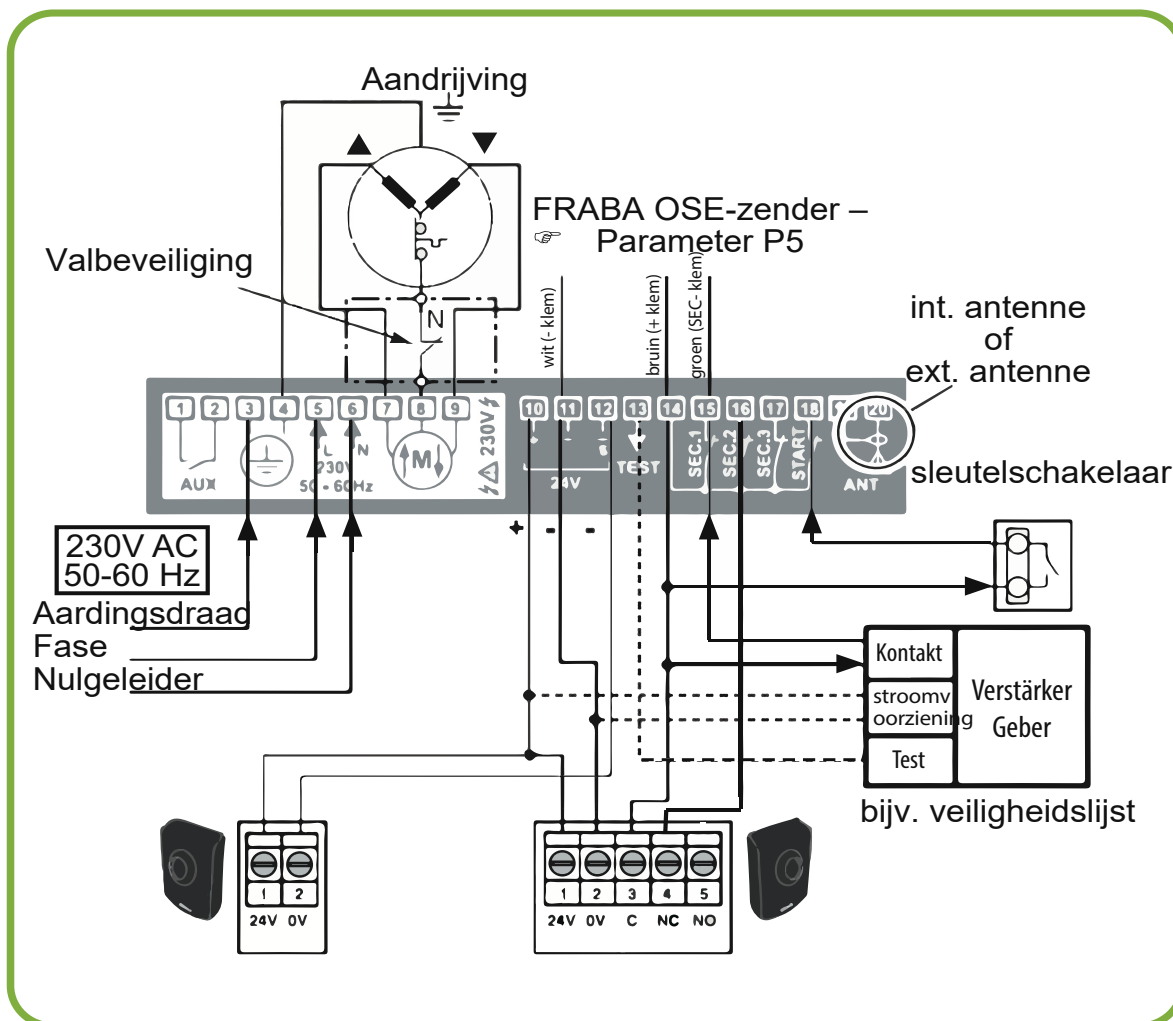 Aandrijving
FRABA OSE-zender –
☞ Parameter P5
Valbeveiliging
N
wit (- klem)
bruin (+ klem)
groen (SEC- klem)
int. antenne
of
ext. antenne
1 2 3 4 5 6 7 8 9 10 11 12 13 14 15 16 17 18 20
+ - -
8
L N
230V
50 - 60Hz
AUX
M
230V
24V
TEST
SEC.1
SEC.2
SEC.3
START
ANT
sleutelschakelaar
+ - -
230V AC
50-60 Hz
Aardingsdraad
Fase
Nulgeleider
Kontakt
stroomv
oorziening
Test
Verstärker
Geber
bijv. veiligheidslijst
1 2
24V 0V
1 2 3 4 5
24V 0V C NC NO